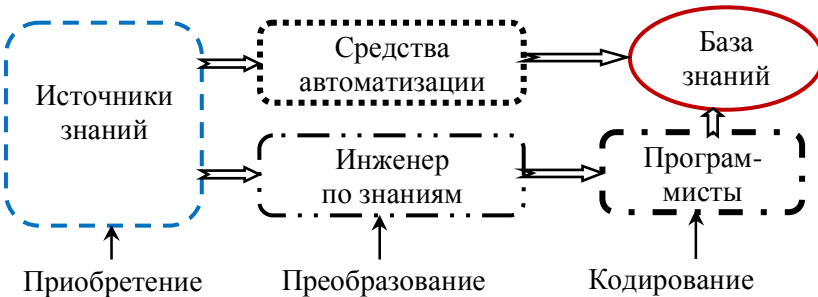 Источники
знаний
Средства
автоматизации
База
знаний
Инженер
по знаниям
Програм-
мисты
Приобретение
Преобразование
Кодирование